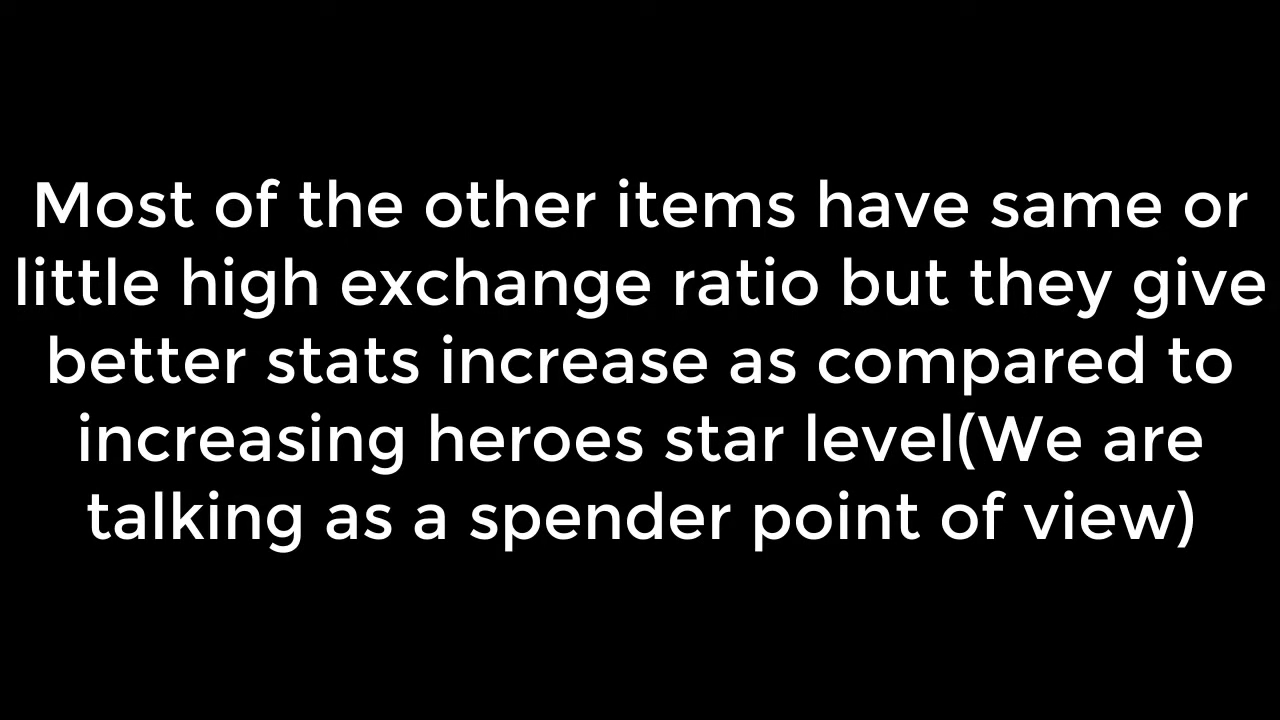 Most of the other items have same or
little high exchange ratio but they give
better stats increase as compared to
increasing heroes star level(We are
talking as a spender point of view)